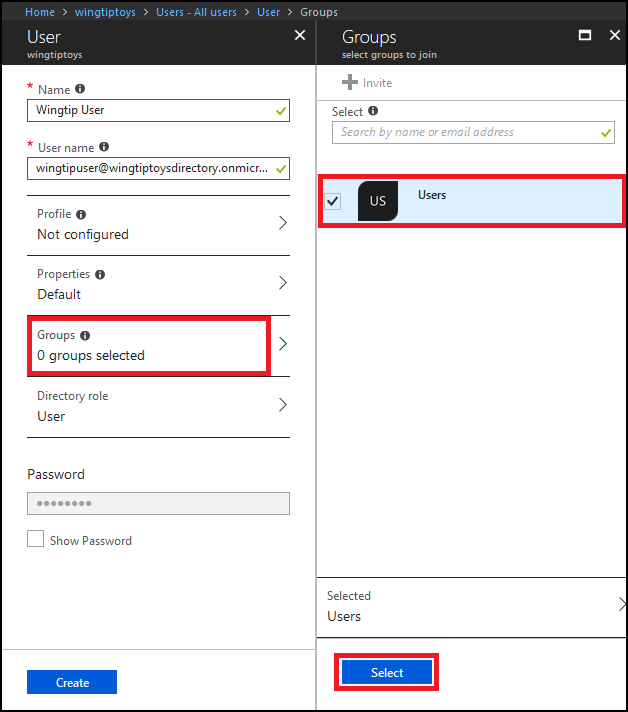 Home > wingtiptoys > Users - All users > User > Groups
User
wingtiptoys
* Name
Wingtip User
* User name
wingtipuser@wingtiptoysdirectory.onmicr...
Profile
Not configured
Properties
Default
Groups
0 groups selected
Directory role
User
Password
••••••••
Show Password
Create
Groups
select groups to join
Invite
Select
Search by name or email address
US
Users
Selected
Users
Select